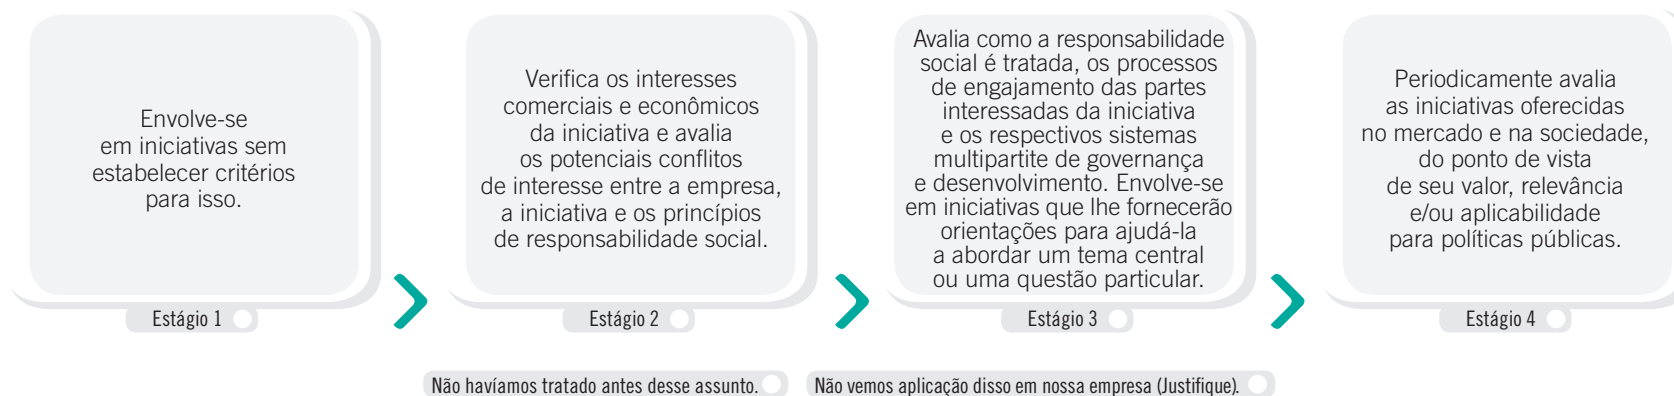 Envolve-se
em iniciativas sem
estabelecer critérios
para isso.
Estágio 1
Verifica os interesses
comerciais e econômicos
da iniciativa e avalia
os potenciais conflitos
de interesse entre a empresa,
a iniciativa e os princípios
de responsabilidade social.
Estágio 2
Avalia como a responsabilidade
social é tratada, os processos
de engajamento das partes
interessadas da iniciativa
e os respectivos sistemas
multipartite de governança
e desenvolvimento. Envolve-se
em iniciativas que lhe fornecerão
orientações para ajudá-la
a abordar um tema central
ou uma questão particular.
Estágio 3
Periodicamente avalia
as iniciativas oferecidas
no mercado e na sociedade,
do ponto de vista
de seu valor, relevância
e/ou aplicabilidade
para políticas públicas.
Estágio 4
Não havíamos tratado antes desse assunto.
Não vemos aplicação disso em nossa empresa (Justifique).